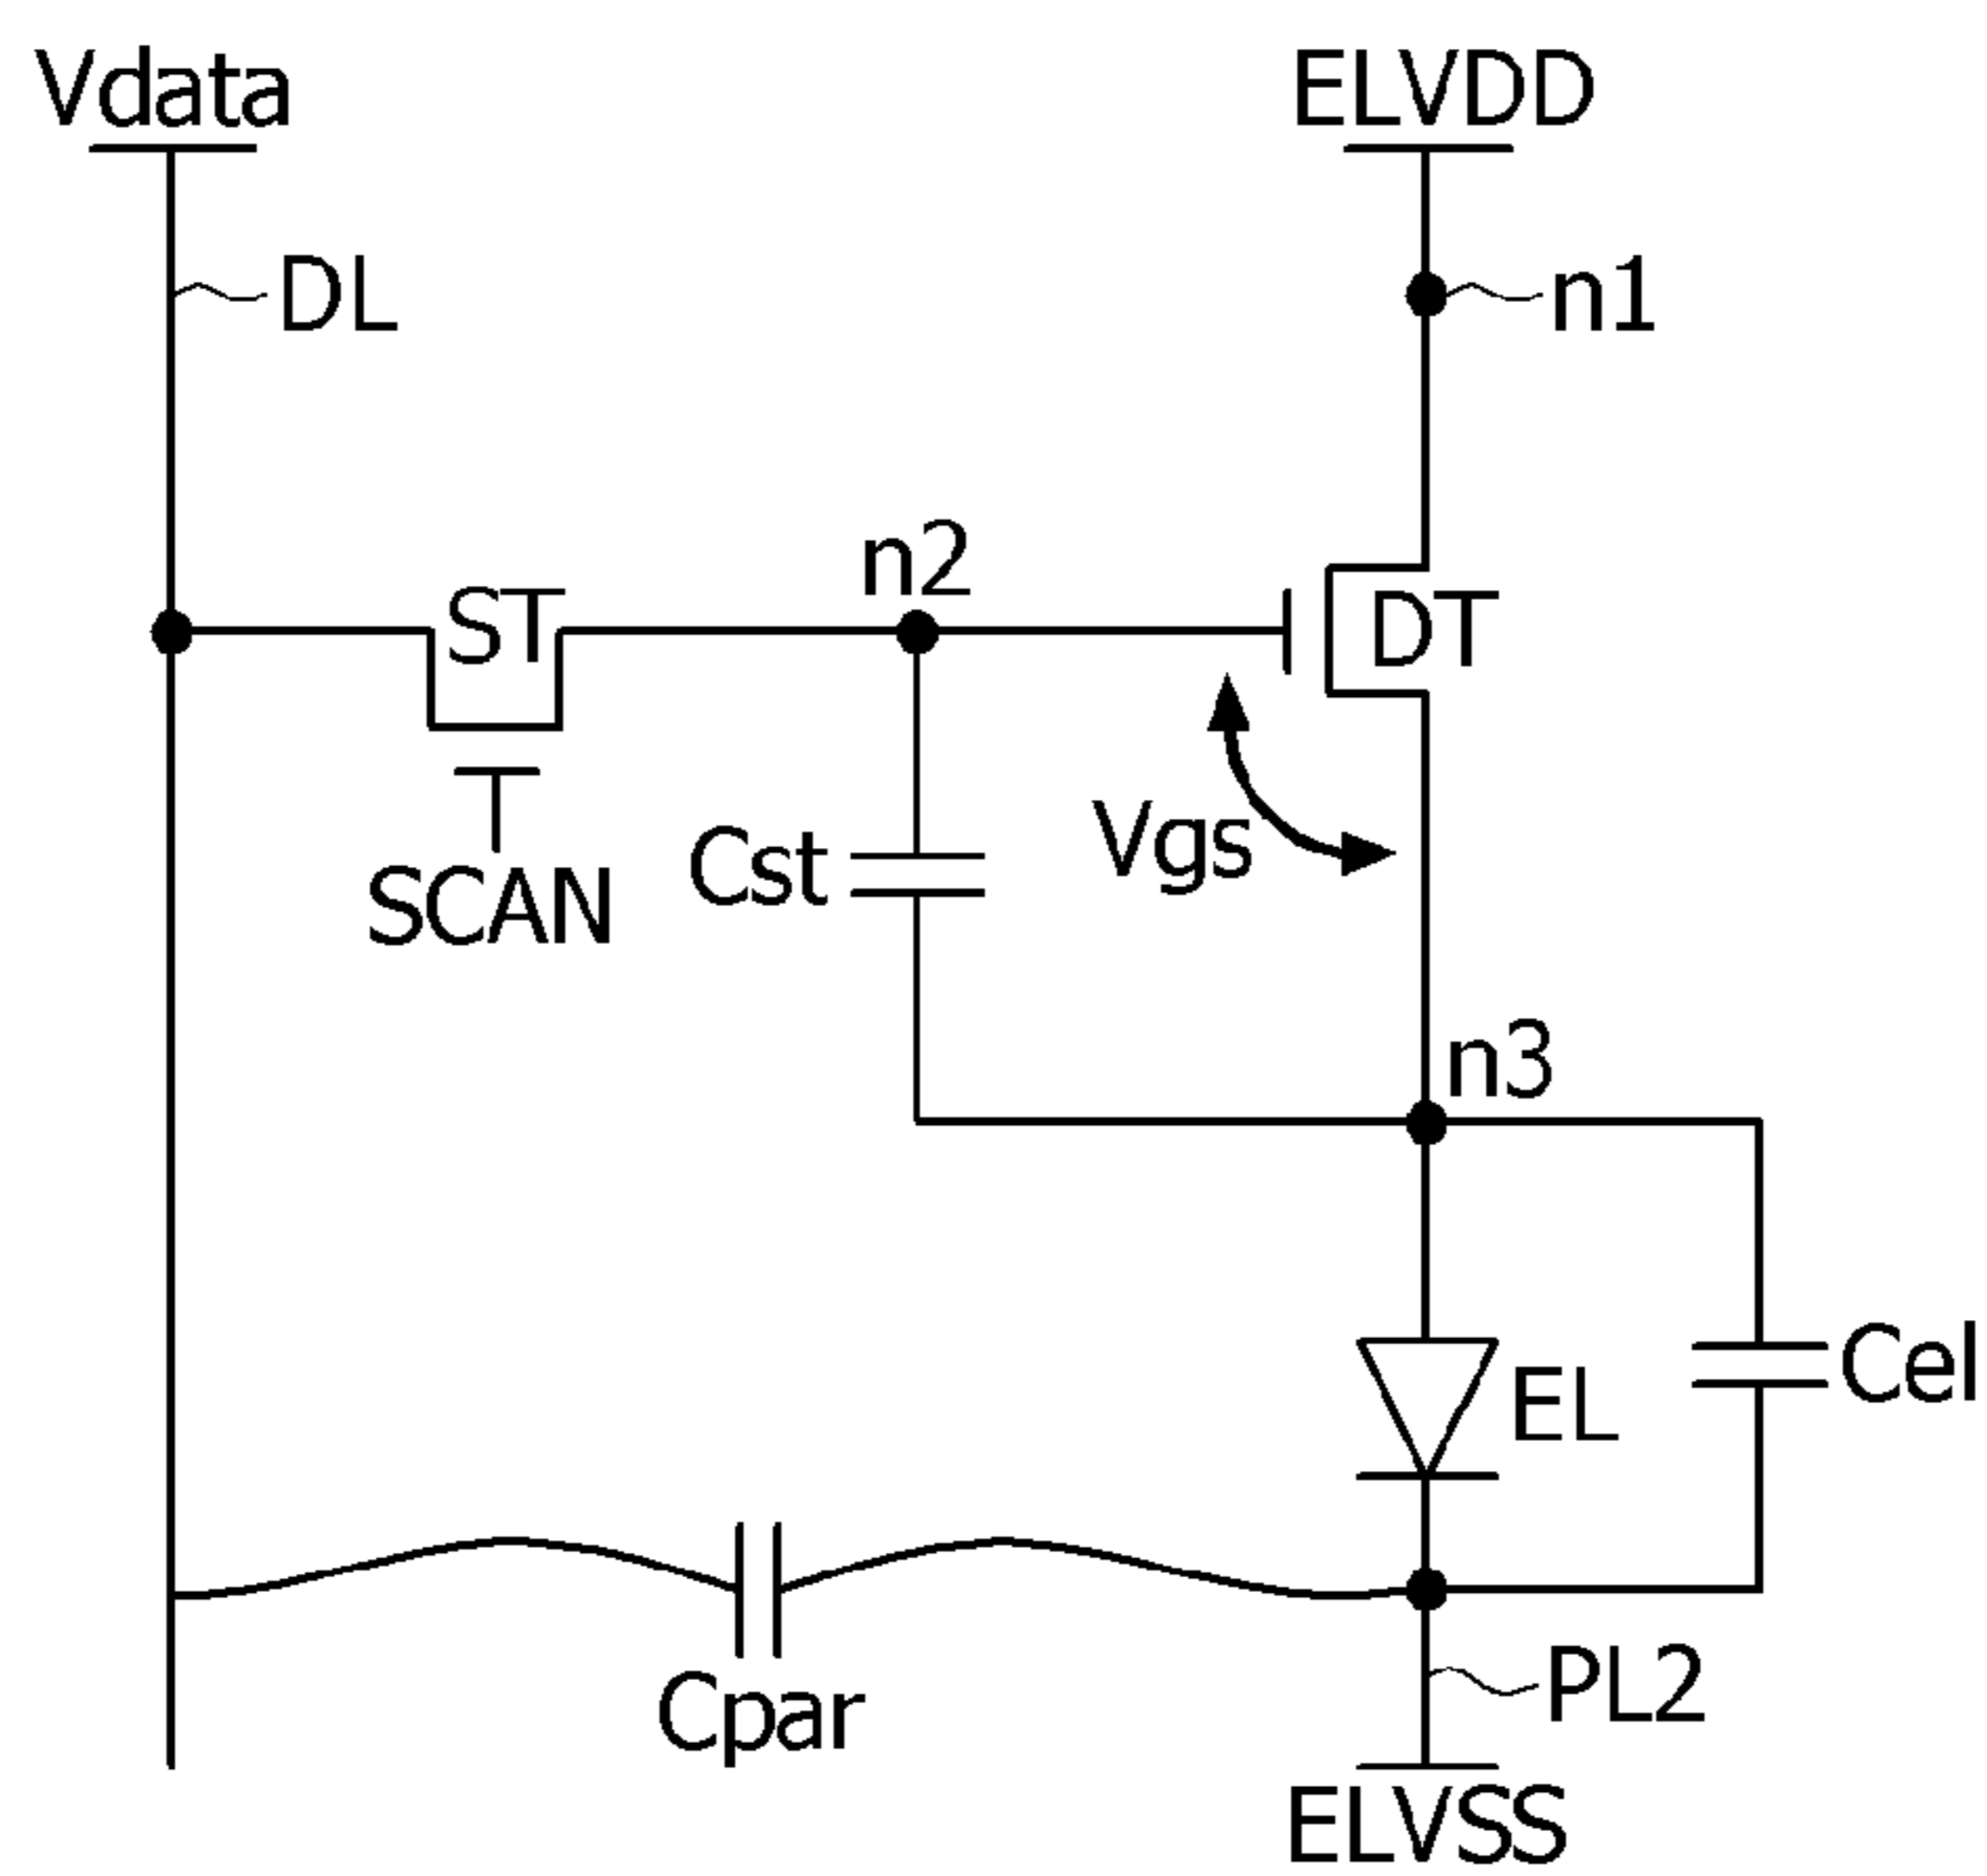 Vdata
ELVDD
DL
n1
n2
ST
DT
Vgs
Cst
SCAN
n3
EL
Cel
Cpar
PL2
ELVSS